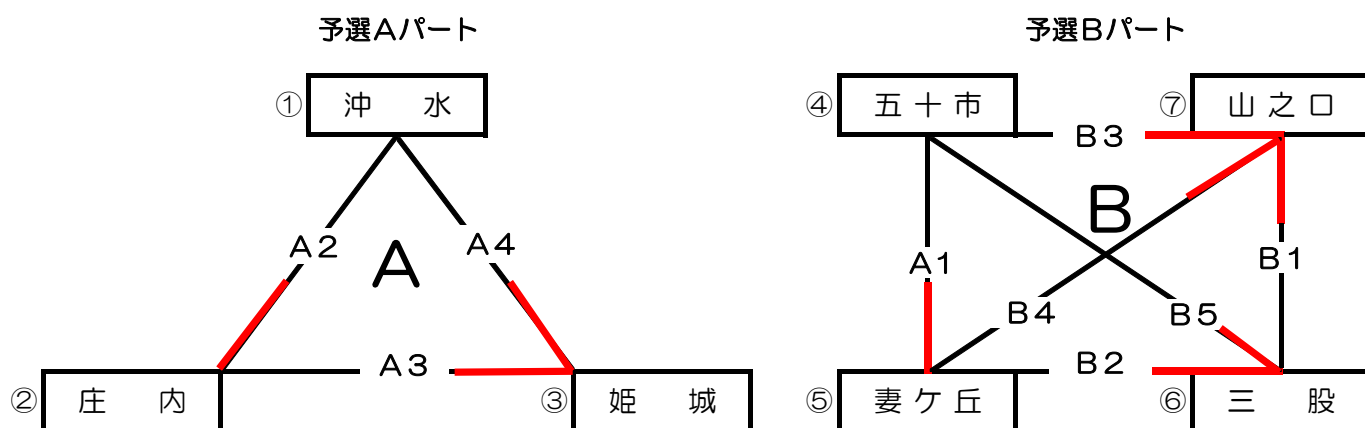 予選Aパート 予選Bパート
① 沖 水 ④ 五十市 ⑦ 山之口
B3
A2 A A4 A1 B B1
B4 B5
A3 B2
② 庄 内 ③ 姫 城 ⑤ 妻ケ丘 ⑥ 三 股